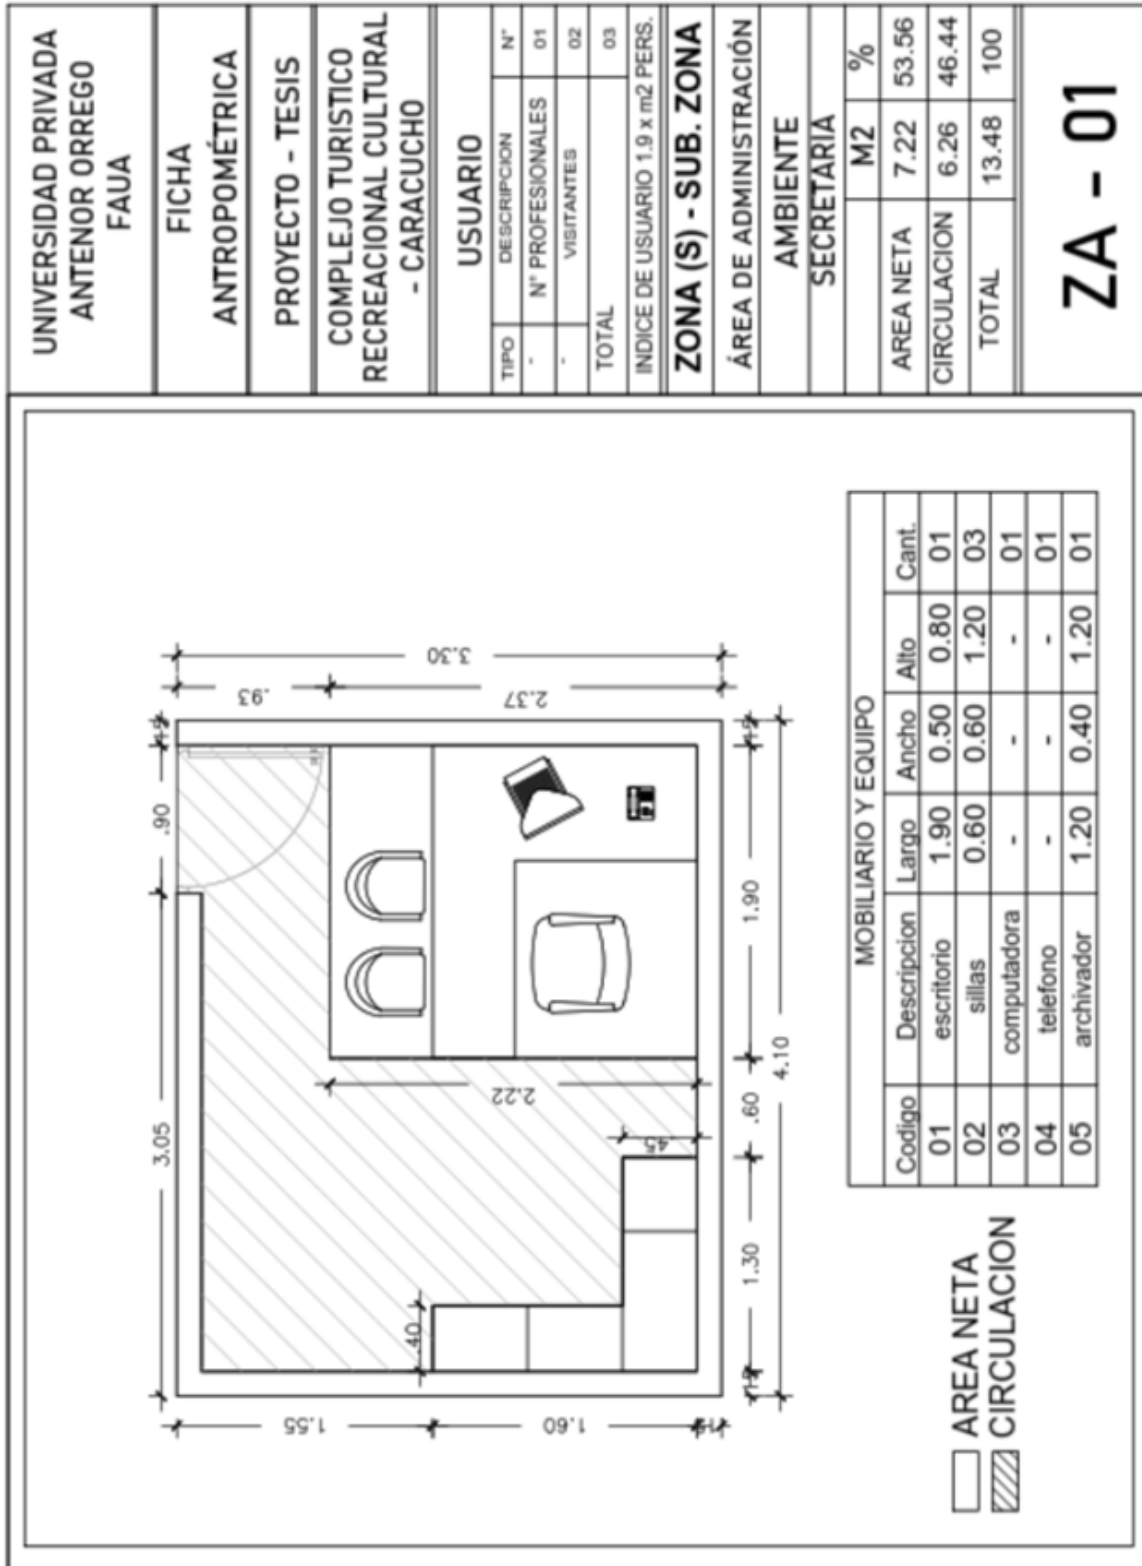 UNIVERSIDAD PRIVADA
ANTENOR ORREGO
FAUA
FICHA
ANTROPOMÉTRICA
PROYECTO - TESIS
COMPLEJO TURISTICO
RECREACIONAL CULTURAL
- CARACUCHO
USUARIO
TIPO DESCRIPCION N°
- N° PROFESIONALES 01
- VISITANTES 02
TOTAL 03
INDICE DE USUARIO 1.9 x m2 PERS.
ZONA (S) - SUB. ZONA
ÁREA DE ADMINISTRACIÓN
AMBIENTE
SECRETARIA
M2 %
AREA NETA 7.22 53.56
CIRCULACION 6.26 46.44
TOTAL 13.48 100
ZA - 01
3.05
.90
.15
1.55
1.60
.15
.93
3.30
2.37
.40
2.22
.45
.15
1.30
.60
1.90
.15
4.10
MOBILIARIO Y EQUIPO
Codigo Descripcion Largo Ancho Alto Cant.
01 escritorio 1.90 0.50 0.80 01
02 sillas 0.60 0.60 1.20 03
03 computadora - - - 01
04 telefono - - - 01
05 archivador 1.20 0.40 1.20 01
AREA NETA
CIRCULACION